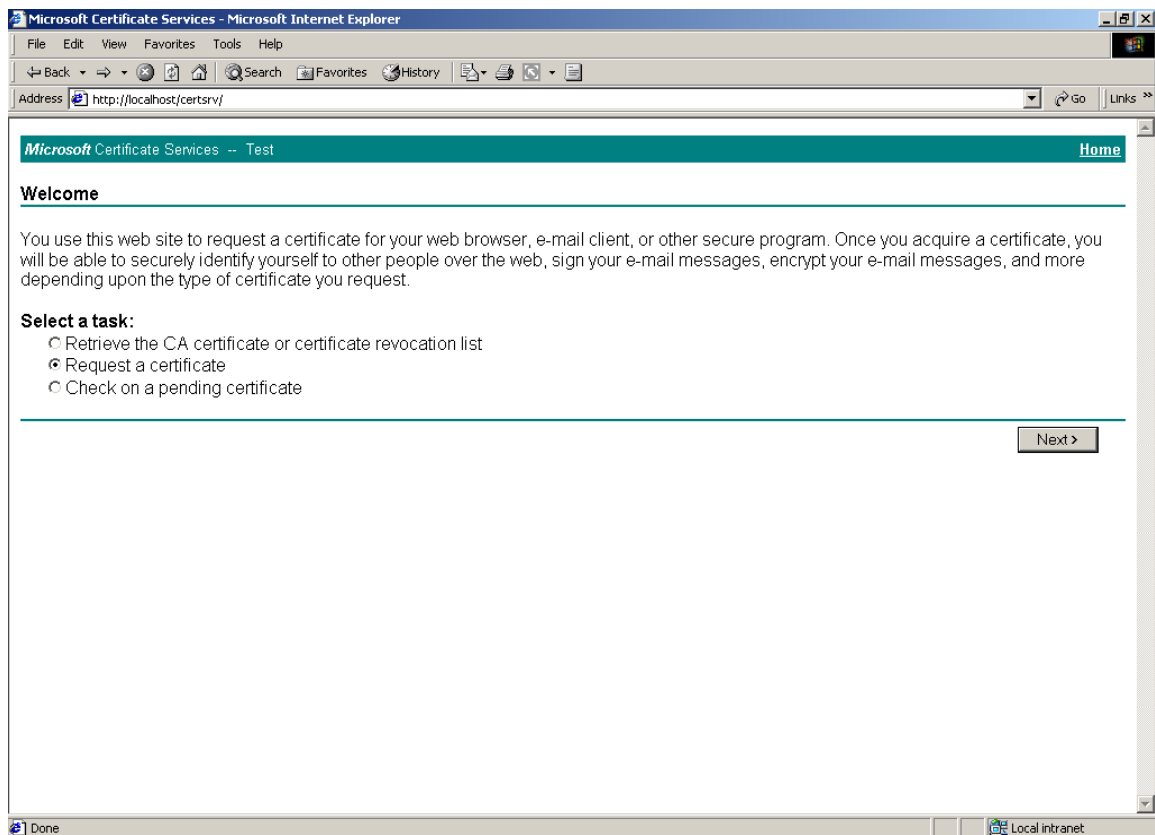 Microsoft Certificate Services - Microsoft Internet Explorer
File Edit View Favorites Tools Help
Back Search Favorites History
Address http://localhost/certsrv/ Go Links »
Microsoft Certificate Services -- Test Home
Welcome
You use this web site to request a certificate for your web browser, e-mail client, or other secure program. Once you acquire a certificate, you
will be able to securely identify yourself to other people over the web, sign your e-mail messages, encrypt your e-mail messages, and more
depending upon the type of certificate you request.
Select a task:
Retrieve the CA certificate or certificate revocation list
Request a certificate
Check on a pending certificate
Next >
Done Local intranet